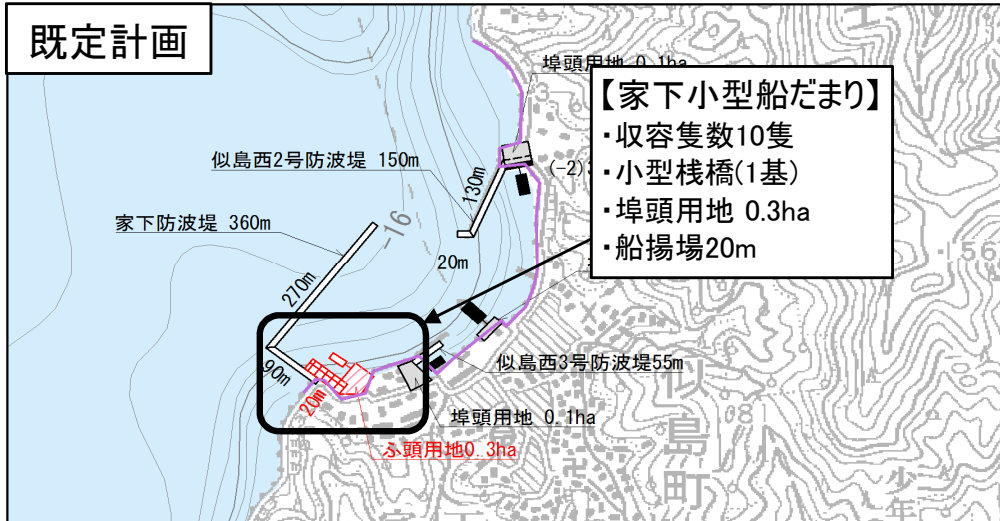 既定計画
埠頭用地 0.1ha
【家下小型船だまり】
・収容隻数10隻
・小型桟橋(1基)
・埠頭用地 0.3ha
・船揚場20m
似島西2号防波堤 150m
130m
(-2)
家下防波堤 360m
-16
20m
270m
156
90m
似島西3号防波堤55m
20m
埠頭用地 0.1ha
ふ頭用地0.3ha
似島町